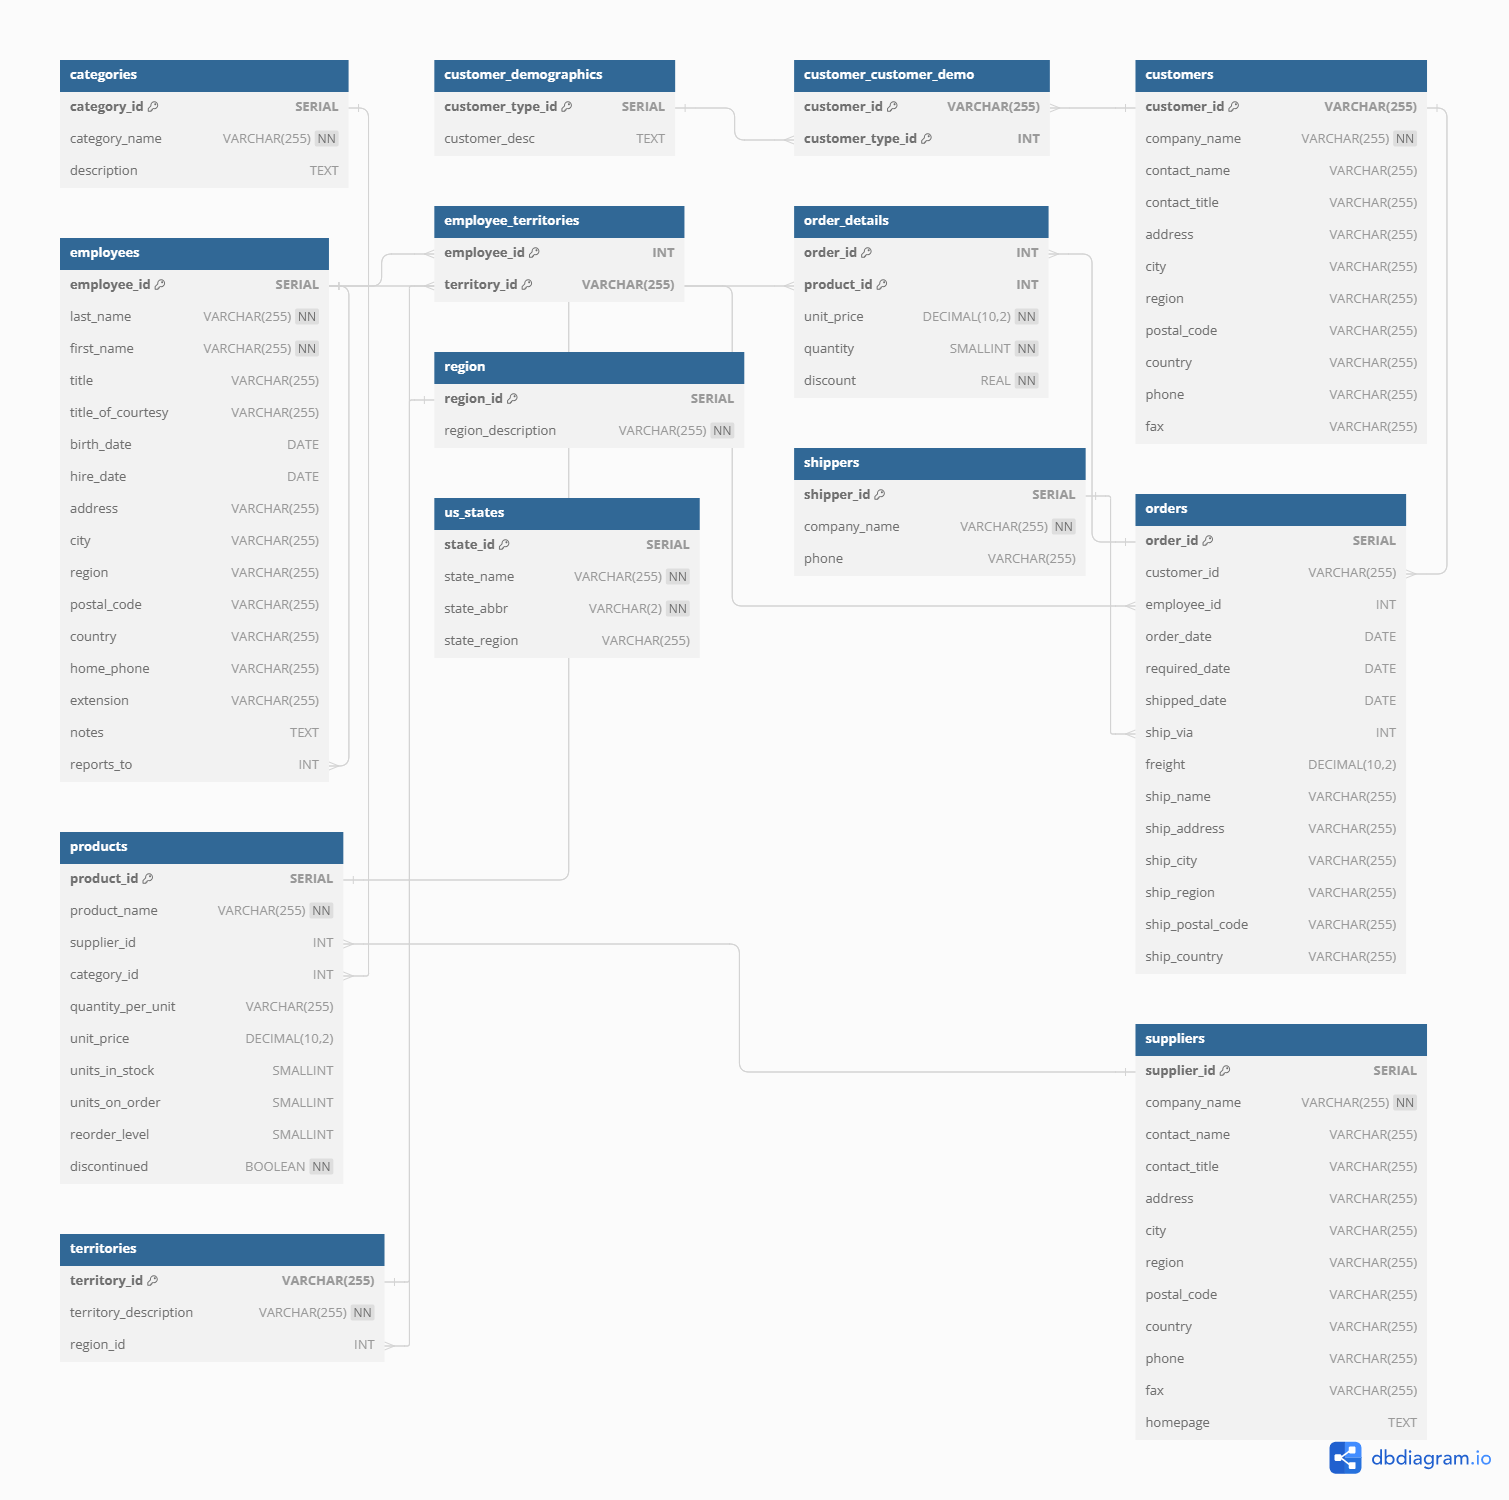 categories
category_id SERIAL
category_name VARCHAR(255) NN
description TEXT
customer_demographics
customer_type_id SERIAL
customer_desc TEXT
customer_customer_demo
customer_id VARCHAR(255)
customer_type_id INT
customers
customer_id VARCHAR(255)
company_name VARCHAR(255) NN
contact_name VARCHAR(255)
contact_title VARCHAR(255)
address VARCHAR(255)
city VARCHAR(255)
region VARCHAR(255)
postal_code VARCHAR(255)
country VARCHAR(255)
phone VARCHAR(255)
fax VARCHAR(255)
employees
employee_id SERIAL
last_name VARCHAR(255) NN
first_name VARCHAR(255) NN
title VARCHAR(255)
title_of_courtesy VARCHAR(255)
birth_date DATE
hire_date DATE
address VARCHAR(255)
city VARCHAR(255)
region VARCHAR(255)
postal_code VARCHAR(255)
country VARCHAR(255)
home_phone VARCHAR(255)
extension VARCHAR(255)
notes TEXT
reports_to INT
employee_territories
employee_id INT
territory_id VARCHAR(255)
order_details
order_id INT
product_id INT
unit_price DECIMAL(10,2) NN
quantity SMALLINT NN
discount REAL NN
region
region_id SERIAL
region_description VARCHAR(255) NN
shippers
shipper_id SERIAL
company_name VARCHAR(255) NN
phone VARCHAR(255)
us_states
state_id SERIAL
state_name VARCHAR(255) NN
state_abbr VARCHAR(2) NN
state_region VARCHAR(255)
orders
order_id SERIAL
customer_id VARCHAR(255)
employee_id INT
order_date DATE
required_date DATE
shipped_date DATE
ship_via INT
freight DECIMAL(10,2)
ship_name VARCHAR(255)
ship_address VARCHAR(255)
ship_city VARCHAR(255)
ship_region VARCHAR(255)
ship_postal_code VARCHAR(255)
ship_country VARCHAR(255)
products
product_id SERIAL
product_name VARCHAR(255) NN
supplier_id INT
category_id INT
quantity_per_unit VARCHAR(255)
unit_price DECIMAL(10,2)
units_in_stock SMALLINT
units_on_order SMALLINT
reorder_level SMALLINT
discontinued BOOLEAN NN
suppliers
supplier_id SERIAL
company_name VARCHAR(255) NN
contact_name VARCHAR(255)
contact_title VARCHAR(255)
address VARCHAR(255)
city VARCHAR(255)
region VARCHAR(255)
postal_code VARCHAR(255)
country VARCHAR(255)
phone VARCHAR(255)
fax VARCHAR(255)
homepage TEXT
territories
territory_id VARCHAR(255)
territory_description VARCHAR(255) NN
region_id INT
dbdiagram.io